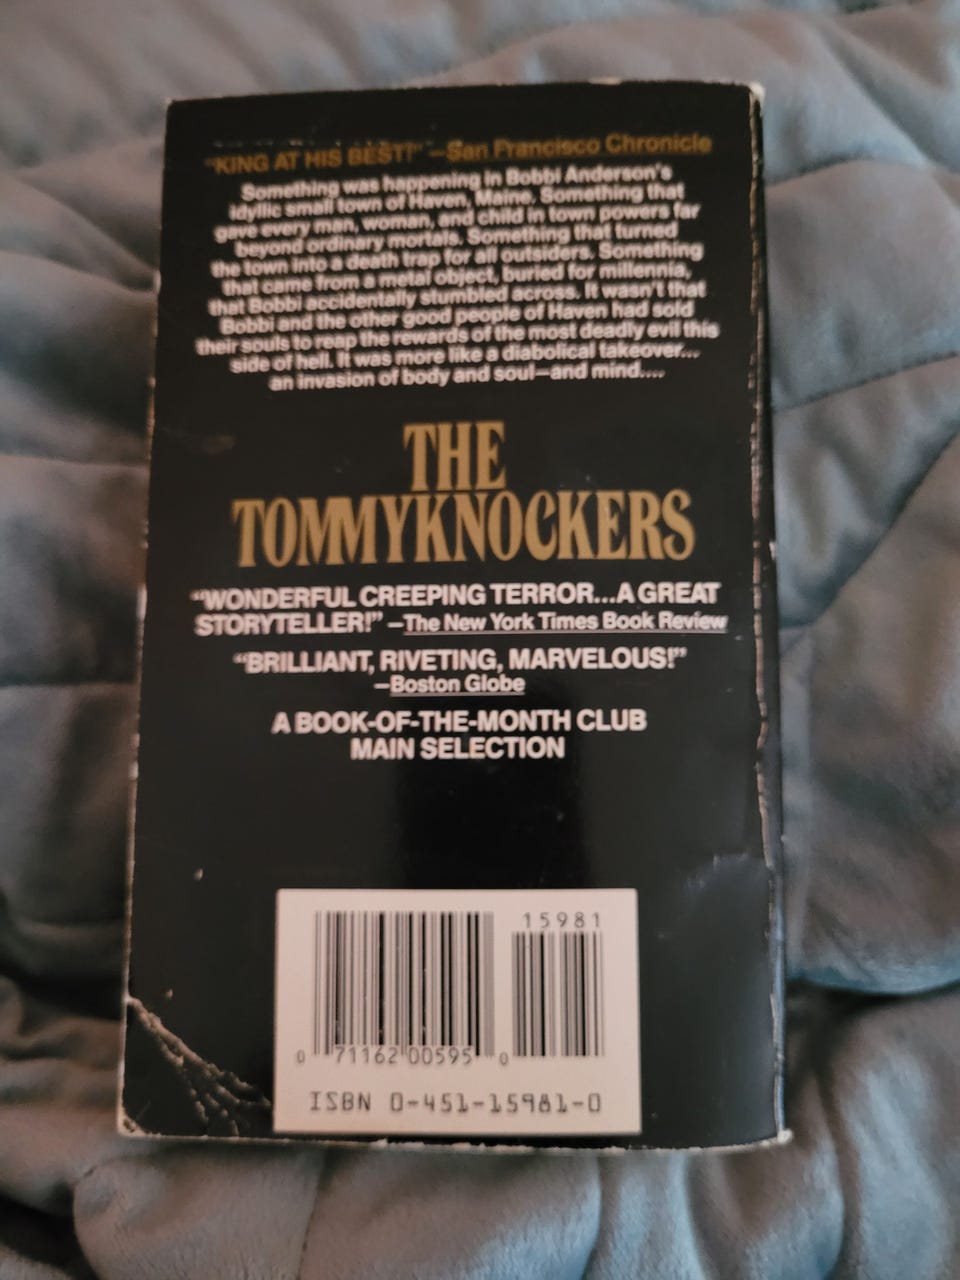 "KING AT HIS BEST!" —San Francisco Chronicle
Something was happening in Bobbi Anderson's
idyllic small town of Haven, Maine. Something that
gave every man, woman, and child in town powers far
beyond ordinary mortals. Something that turned
the town into a death trap for all outsiders. Something
that came from a metal object, buried for millennia,
that Bobbi accidentally stumbled across. It wasn't that
Bobbi and the other good people of Haven had sold
their souls to reap the rewards of the most deadly evil this
side of hell. It was more like a diabolical takeover...
an invasion of body and soul—and mind....
THE
TOMMYKNOCKERS
"WONDERFUL CREEPING TERROR...A GREAT
STORYTELLER!" —The New York Times Book Review
"BRILLIANT, RIVETING, MARVELOUS!"
—Boston Globe
A BOOK-OF-THE-MONTH CLUB
MAIN SELECTION
15981
0 71162 00595 0
ISBN 0-451-15981-0